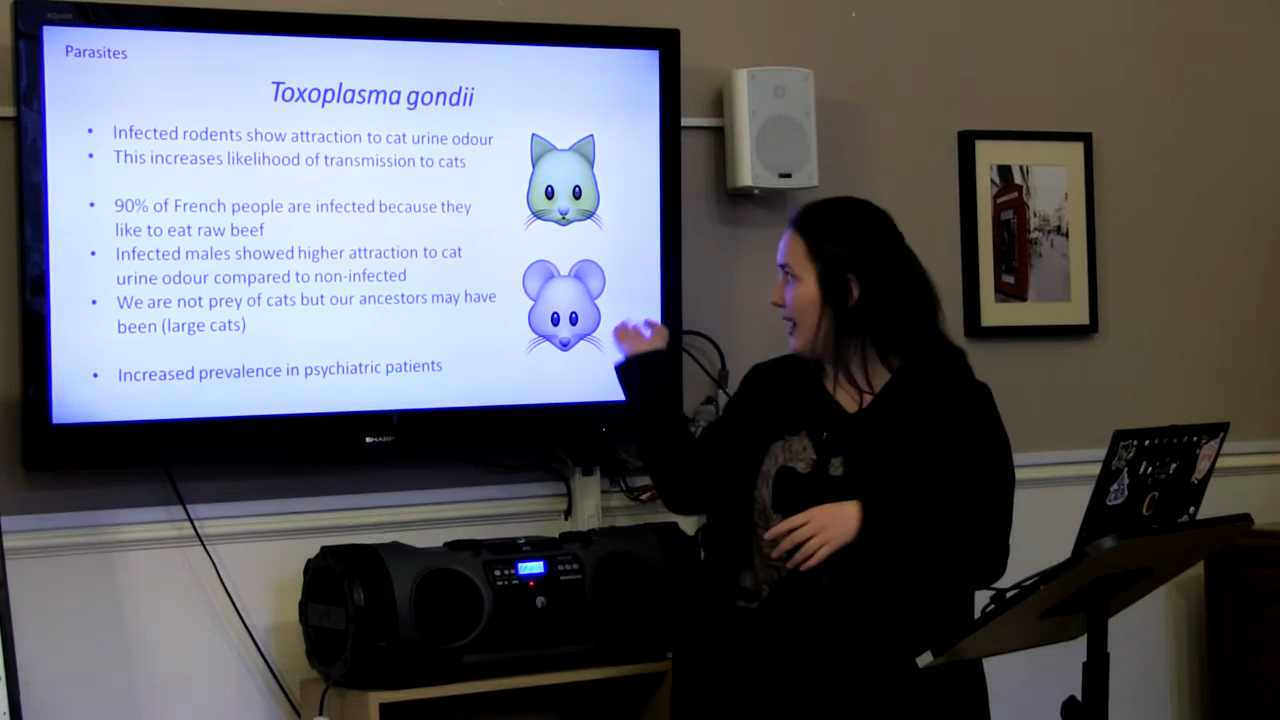 AQUOS
Parasites
Toxoplasma gondii
• Infected rodents show attraction to cat urine odour
• This increases likelihood of transmission to cats
• 90% of French people are infected because they
like to eat raw beef
• Infected males showed higher attraction to cat
urine odour compared to non-infected
• We are not prey of cats but our ancestors may have
been (large cats)
• Increased prevalence in psychiatric patients
SHARP